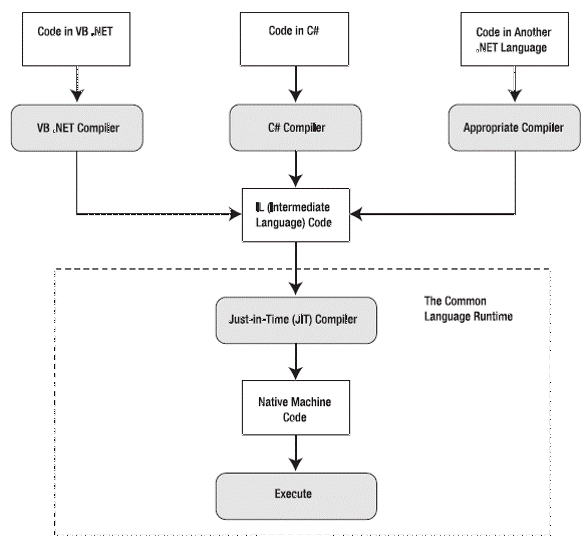 Code in VB .NET
Code in C#
Code in Another
.NET Language
VB .NET Compiler
C# Compiler
Appropriate Compiler
IL (Intermediate
Language) Code
Just-in-Time (JIT) Compiler
The Common
Language Runtime
Native Machine
Code
Execute